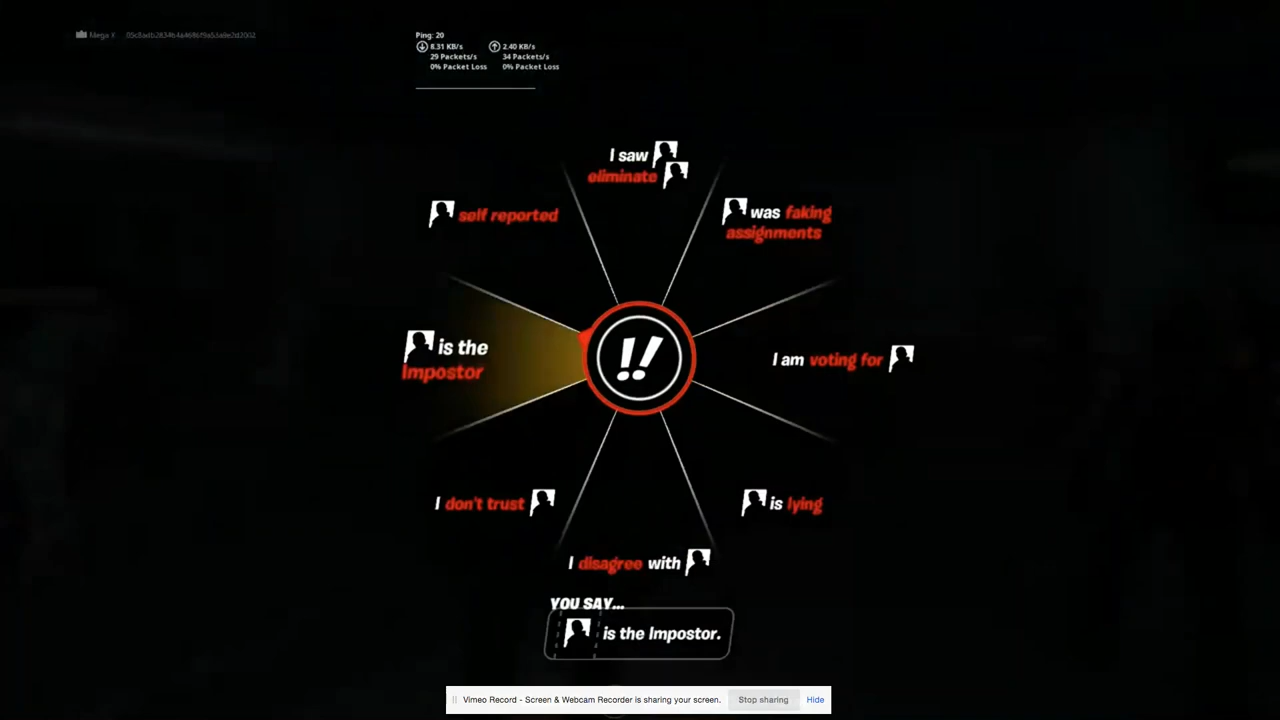 Mega X
Ping: 20
8.31 KB/s 2.40 KB/s
29 Packets/s 34 Packets/s
0% Packet Loss 0% Packet Loss
I saw
eliminate
self reported
was faking
assignments
is the
Impostor
!!
I am voting for
I don't trust
is lying
I disagree with
YOU SAY...
is the Impostor.
Vimeo Record - Screen & Webcam Recorder is sharing your screen. Stop sharing Hide